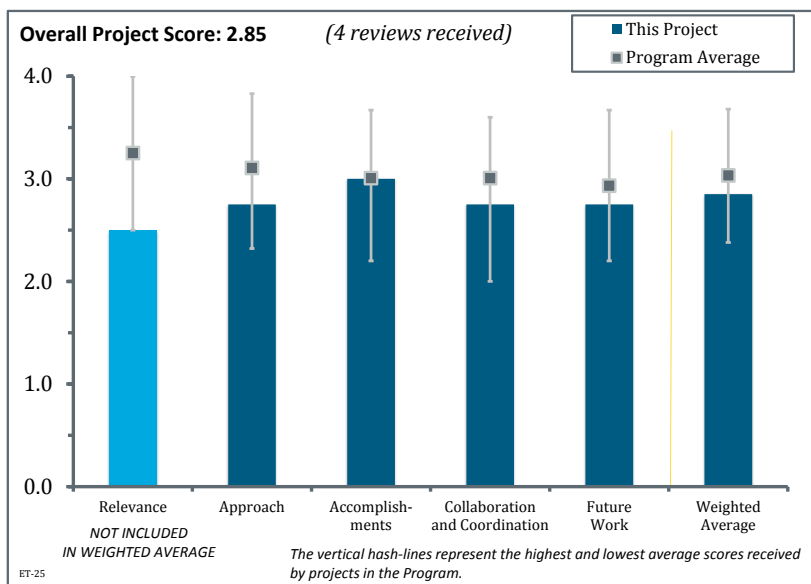 Overall Project Score: 2.85 (4 reviews received)
This Project
Program Average
4.0
3.0
2.0
1.0
0.0
Relevance
NOT INCLUDED
IN WEIGHTED AVERAGE
Approach
Accomplish-
ments
Collaboration
and Coordination
Future
Work
Weighted
Average
The vertical hash-lines represent the highest and lowest average scores received
by projects in the Program.
ET-25